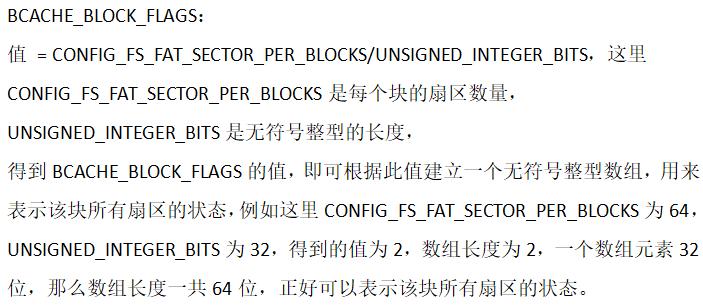 BCACHE_BLOCK_FLAGS：
值 = CONFIG_FS_FAT_SECTOR_PER_BLOCKS/UNSIGNED_INTEGER_BITS，这里
CONFIG_FS_FAT_SECTOR_PER_BLOCKS 是每个块的扇区数量，
UNSIGNED_INTEGER_BITS 是无符号整型的长度，
得到 BCACHE_BLOCK_FLAGS 的值，即可根据此值建立一个无符号整型数组，用来
表示该块所有扇区的状态，例如这里 CONFIG_FS_FAT_SECTOR_PER_BLOCKS 为 64，
UNSIGNED_INTEGER_BITS 为 32，得到的值为 2，数组长度为 2，一个数组元素 32
位，那么数组长度一共 64 位，正好可以表示该块所有扇区的状态。